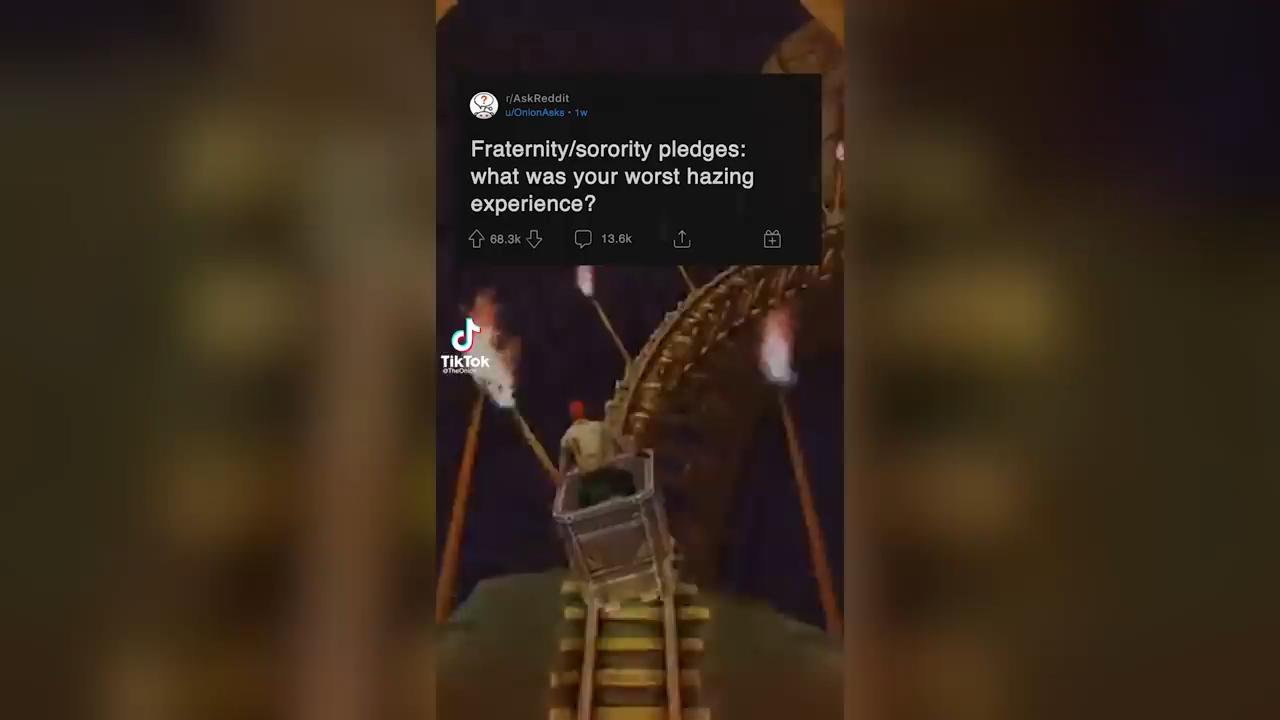 r/AskReddit
u/OnionAsks • 1w
Fraternity/sorority pledges:
what was your worst hazing
experience?
68.3k 13.6k
TikTok
@TheOnion